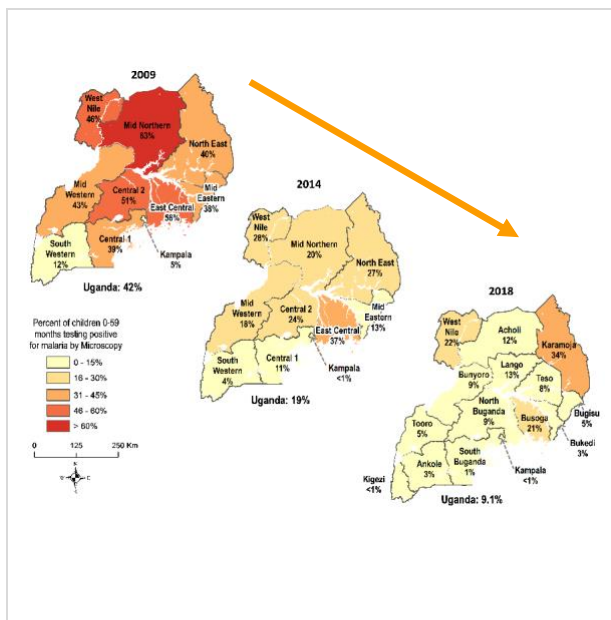 2009
West
Nile
46%
Mid Northern
63%
North East
40%
Mid
Western
43%
Central 2
51%
Mid
Eastern
38%
East Central
56%
Central 1
39%
South
Western
12%
Kampala
5%
Uganda: 42%
2014
West
Nile
26%
Mid Northern
20%
North East
27%
Mid
Western
18%
Central 2
24%
East Central
37%
Mid
Eastern
13%
South
Western
4%
Central 1
11%
Kampala
<1%
Uganda: 19%
2018
West
Nile
22%
Acholi
12%
Karamoja
34%
Lango
13%
Teso
8%
Bunyoro
9%
Bugisu
5%
North
Buganda
9%
Busoga
21%
Bukedi
3%
Tooro
5%
Kampala
<1%
South
Buganda
1%
Ankole
3%
Kigezi
<1%
Uganda: 9.1%
Percent of children 0-59
months testing positive
for malaria by Microscopy
0 - 15%
16 - 30%
31 - 45%
46 - 60%
> 60%
0 125 250 Km
N
W E
S